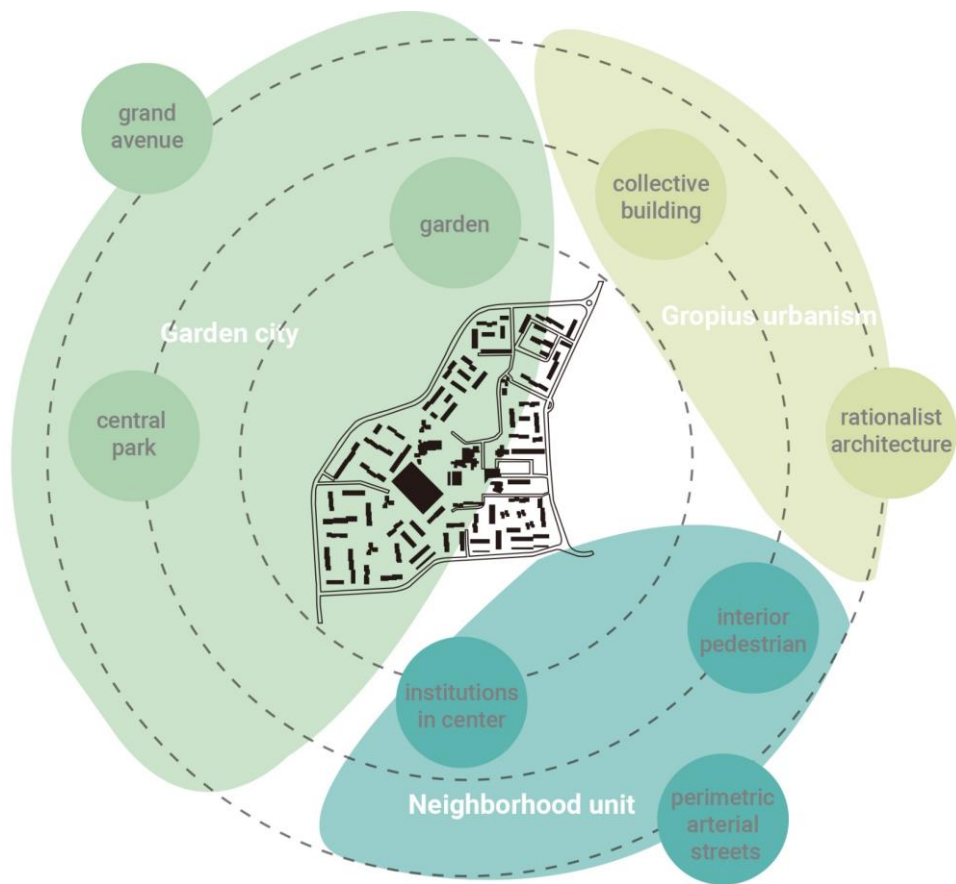 grand
avenue
garden
collective
building
Garden city
Gropius urbanism
central
park
rationalist
architecture
interior
pedestrian
institutions
in center
Neighborhood unit
perimetric
arterial
streets